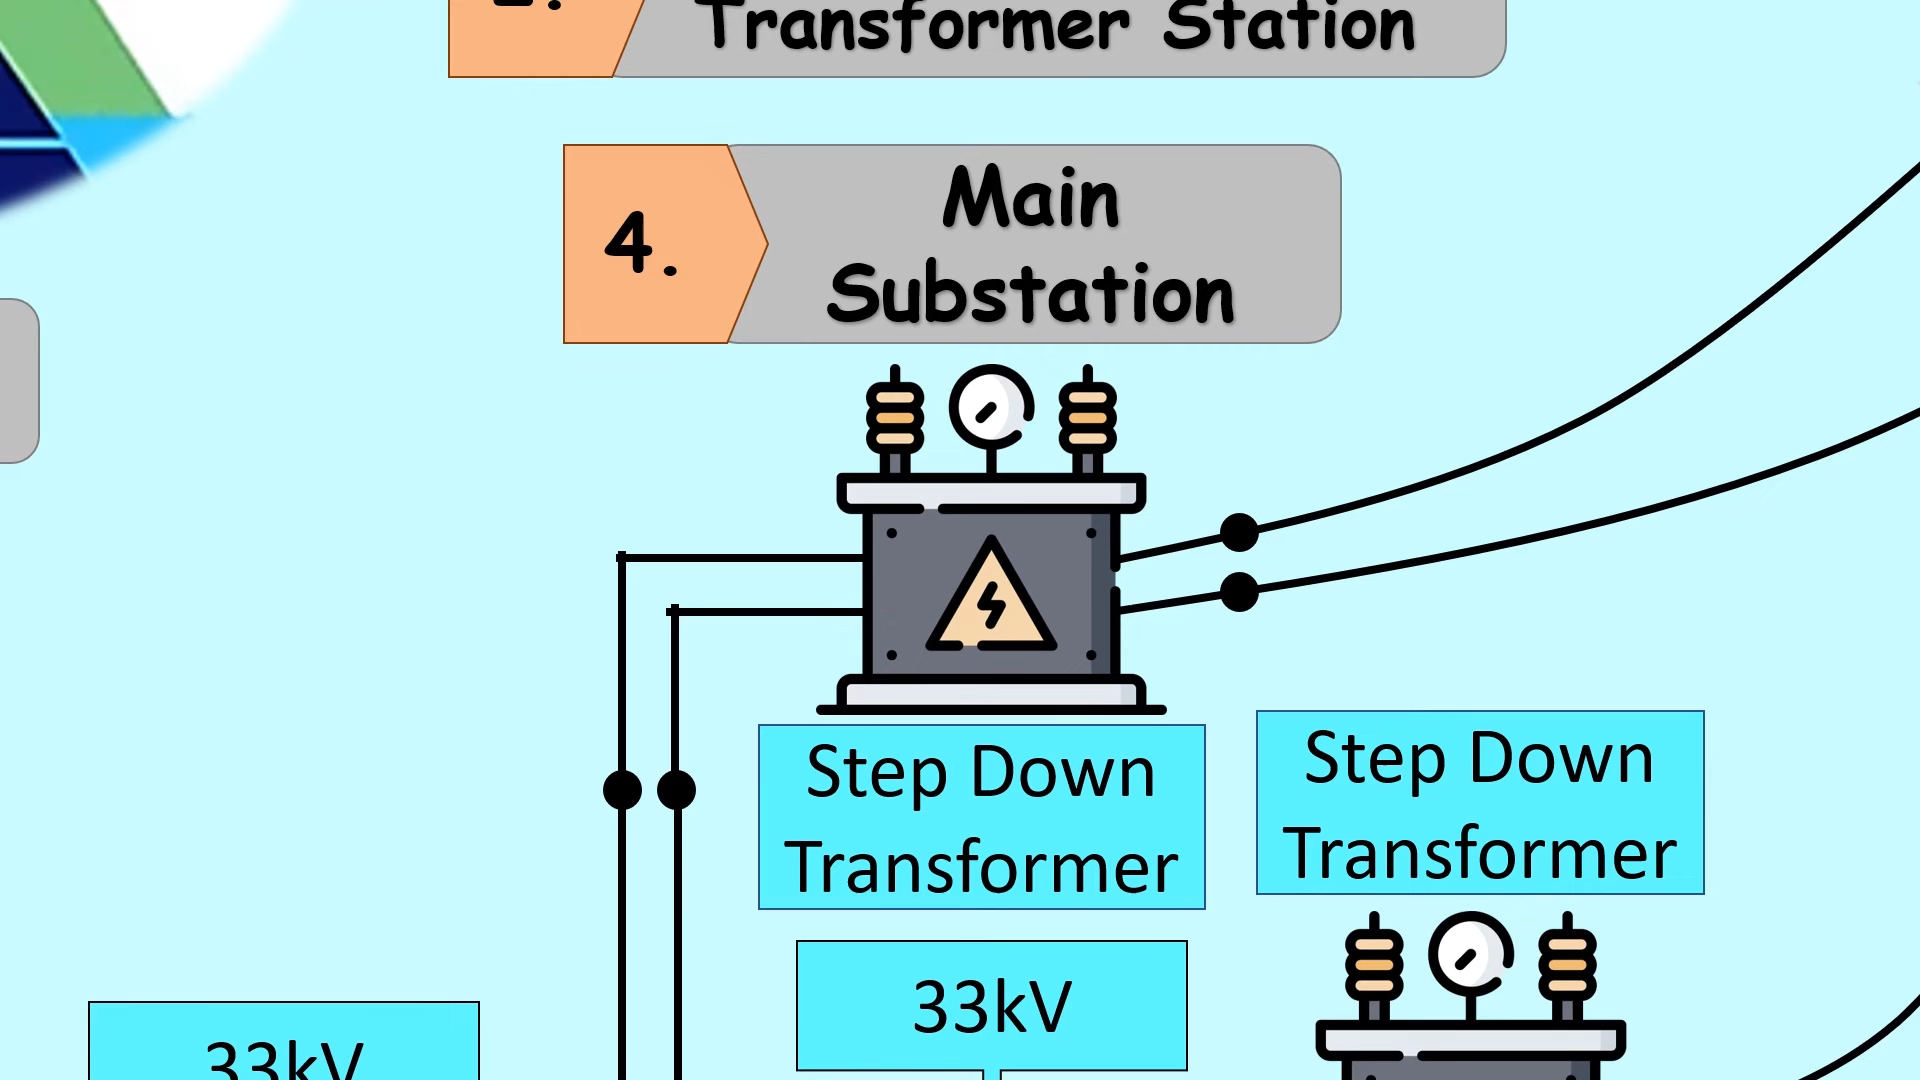 Transformer Station
4.
Main
Substation
Step Down
Transformer
Step Down
Transformer
33kV
33kV